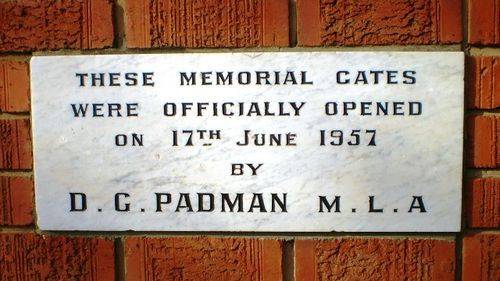 THESE MEMORIAL GATES
WERE OFFICIALLY OPENED
ON 17TH JUNE 1957
BY
D.G.PADMAN M.L.A